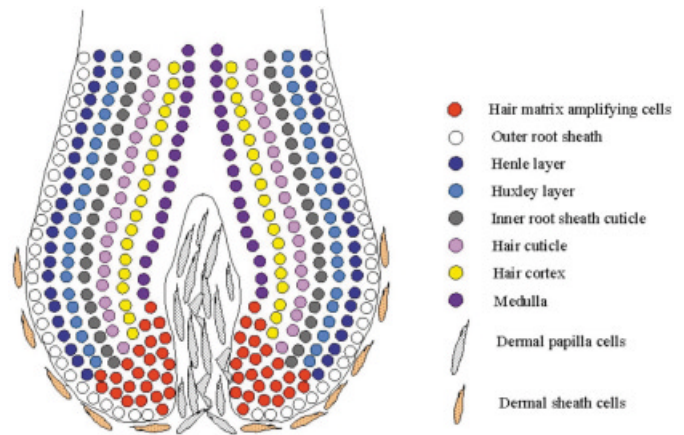 Hair matrix amplifying cells
Outer root sheath
Henle layer
Huxley layer
Inner root sheath cuticle
Hair cuticle
Hair cortex
Medulla
Dermal papilla cells
Dermal sheath cells